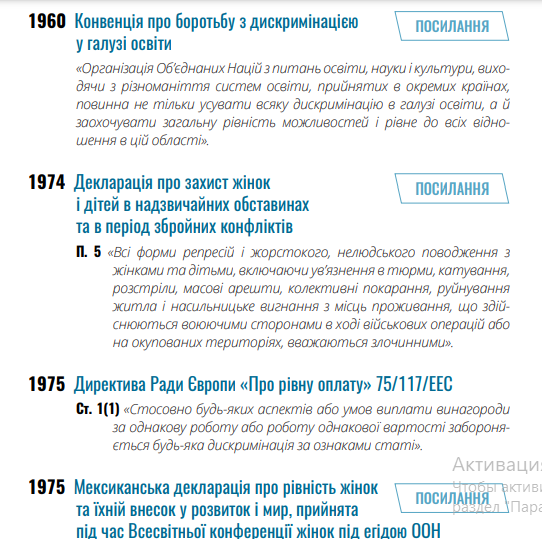 1960 Конвенція про боротьбу з дискримінацією
у галузі освіти
ПОСИЛАННЯ
«Організація Об’єднаних Націй з питань освіти, науки і культури, вихо-
дячи з різноманіття систем освіти, прийнятих в окремих країнах,
повинна не тільки усувати всяку дискримінацію в галузі освіти, а й
заохочувати загальну рівність можливостей і рівне до всіх відно-
шення в цій області».
1974 Декларація про захист жінок
і дітей в надзвичайних обставинах
та в період збройних конфліктів
ПОСИЛАННЯ
П. 5 «Всі форми репресій і жорстокого, нелюдського поводження з
жінками та дітьми, включаючи ув’язнення в тюрми, катування,
розстріли, масові арешти, колективні покарання, руйнування
житла і насильницьке вигнання з місць проживання, що здій-
снюються воюючими сторонами в ході військових операцій або
на окупованих територіях, вважаються злочинними».
1975 Директива Ради Європи «Про рівну оплату» 75/117/ЕЕС
Ст. 1(1) «Стосовно будь-яких аспектів або умов виплати винагороди
за однакову роботу або роботу однакової вартості забороня-
ється будь-яка дискримінація за ознаками статі».
1975 Мексиканська декларація про рівність жінок
та їхній внесок у розвиток і мир, прийнята
під час Всесвітньої конференції жінок під егідою ООН
ПОСИЛАННЯ
Активация
Чтобы активи
раздел "Пара